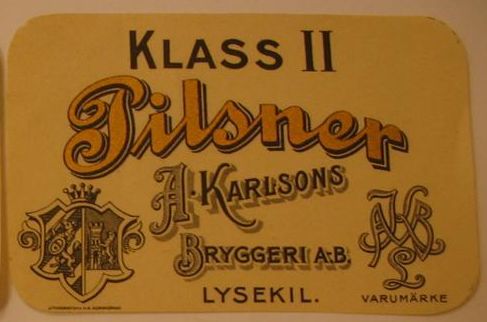 KLASS II
Pilsner
A. KARLSONS
BRYGGERI A.B.
LYSEKIL.
VARUMÄRKE